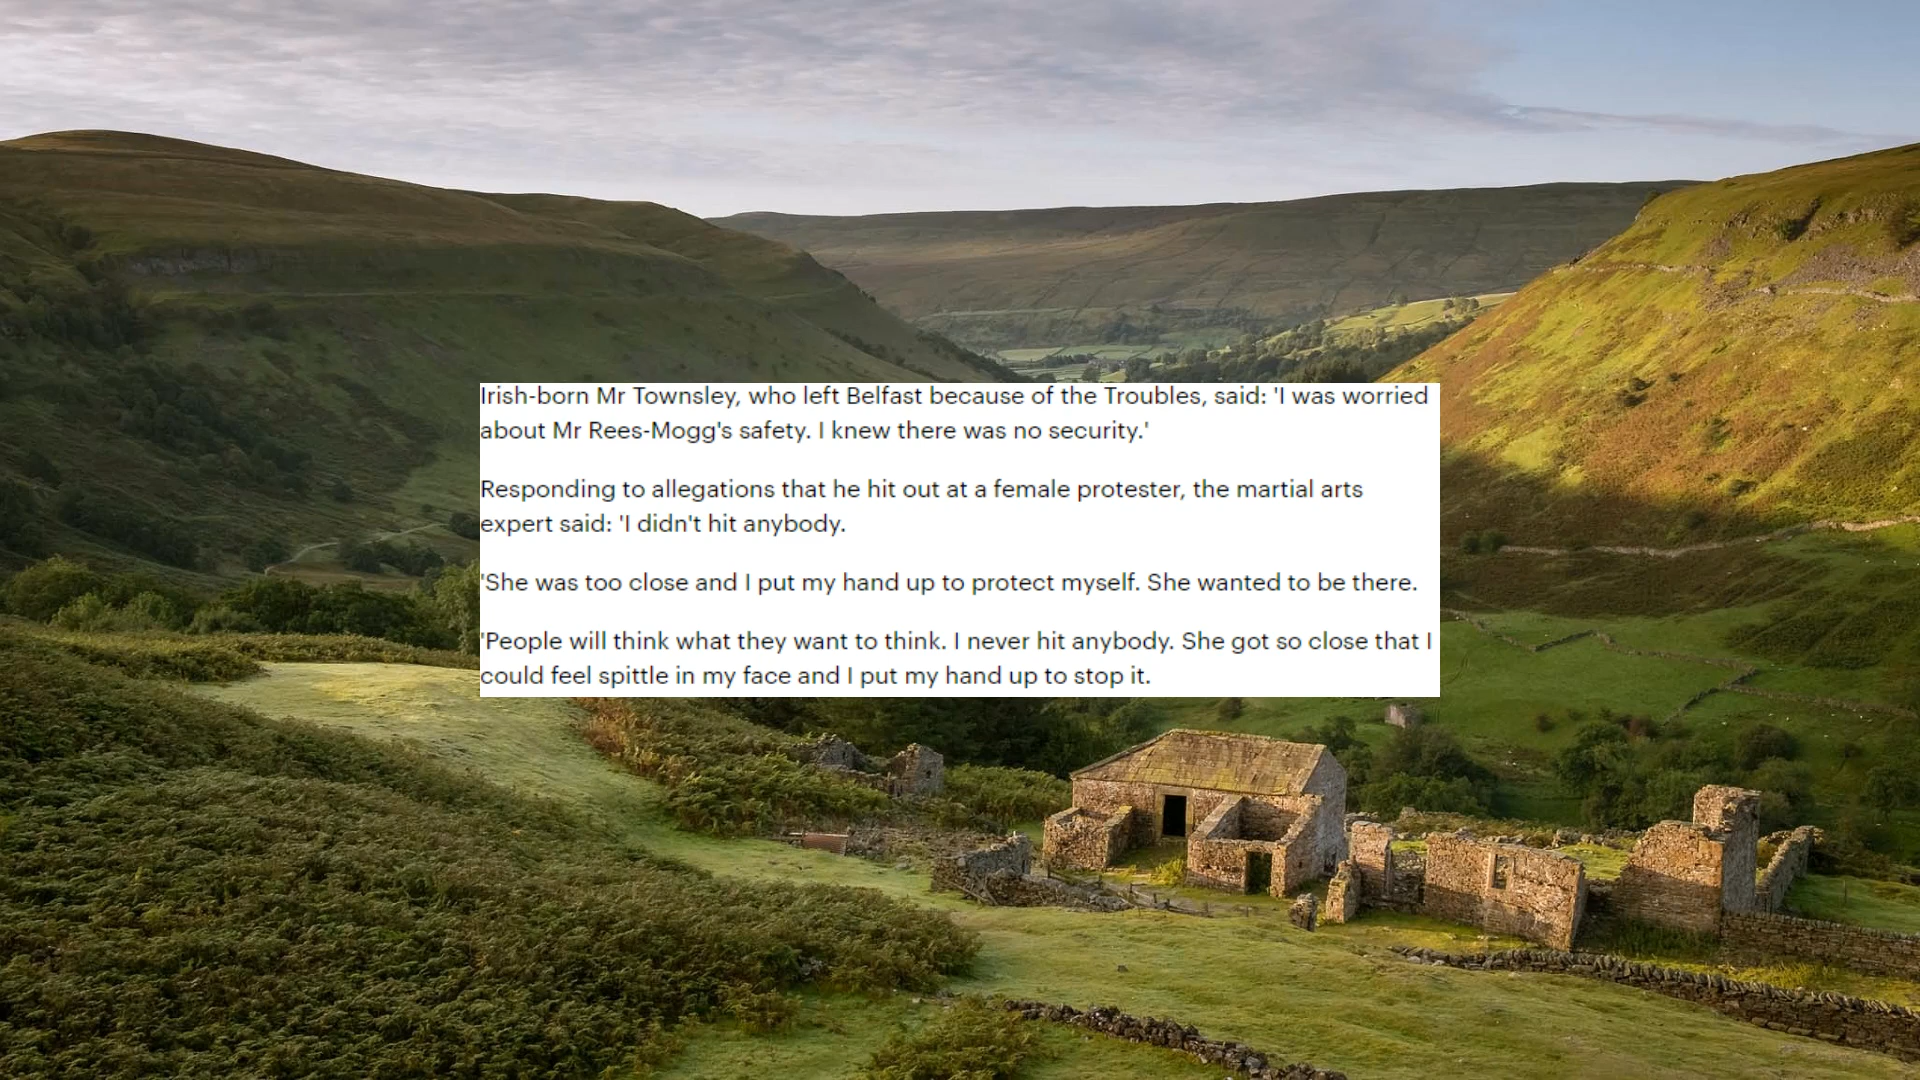 Irish-born Mr Townsley, who left Belfast because of the Troubles, said: 'I was worried
about Mr Rees-Mogg's safety. I knew there was no security.'
Responding to allegations that he hit out at a female protester, the martial arts
expert said: 'I didn't hit anybody.
'She was too close and I put my hand up to protect myself. She wanted to be there.
'People will think what they want to think. I never hit anybody. She got so close that I
could feel spittle in my face and I put my hand up to stop it.